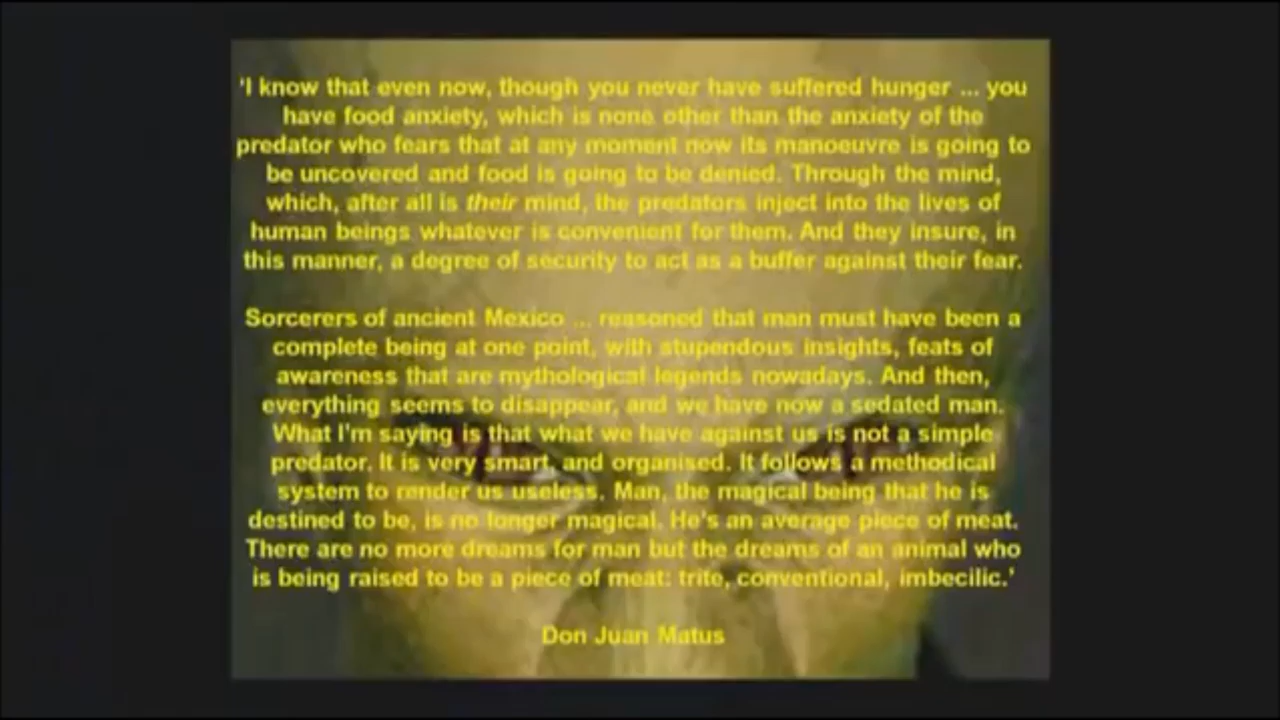 'I know that even now, though you never have suffered hunger ... you
have food anxiety, which is none other than the anxiety of the
predator who fears that at any moment now its manoeuvre is going to
be uncovered and food is going to be denied. Through the mind,
which, after all is their mind, the predators inject into the lives of
human beings whatever is convenient for them. And they insure, in
this manner, a degree of security to act as a buffer against their fear.
Sorcerers of ancient Mexico ... reasoned that man must have been a
complete being at one point, with stupendous insights, feats of
awareness that are mythological legends nowadays. And then,
everything seems to disappear, and we have now a sedated man.
What I'm saying is that what we have against us is not a simple
predator. It is very smart, and organised. It follows a methodical
system to render us useless. Man, the magical being that he is
destined to be, is no longer magical. He's an average piece of meat.
There are no more dreams for man but the dreams of an animal who
is being raised to be a piece of meat: trite, conventional, imbecilic.'
Don Juan Matus